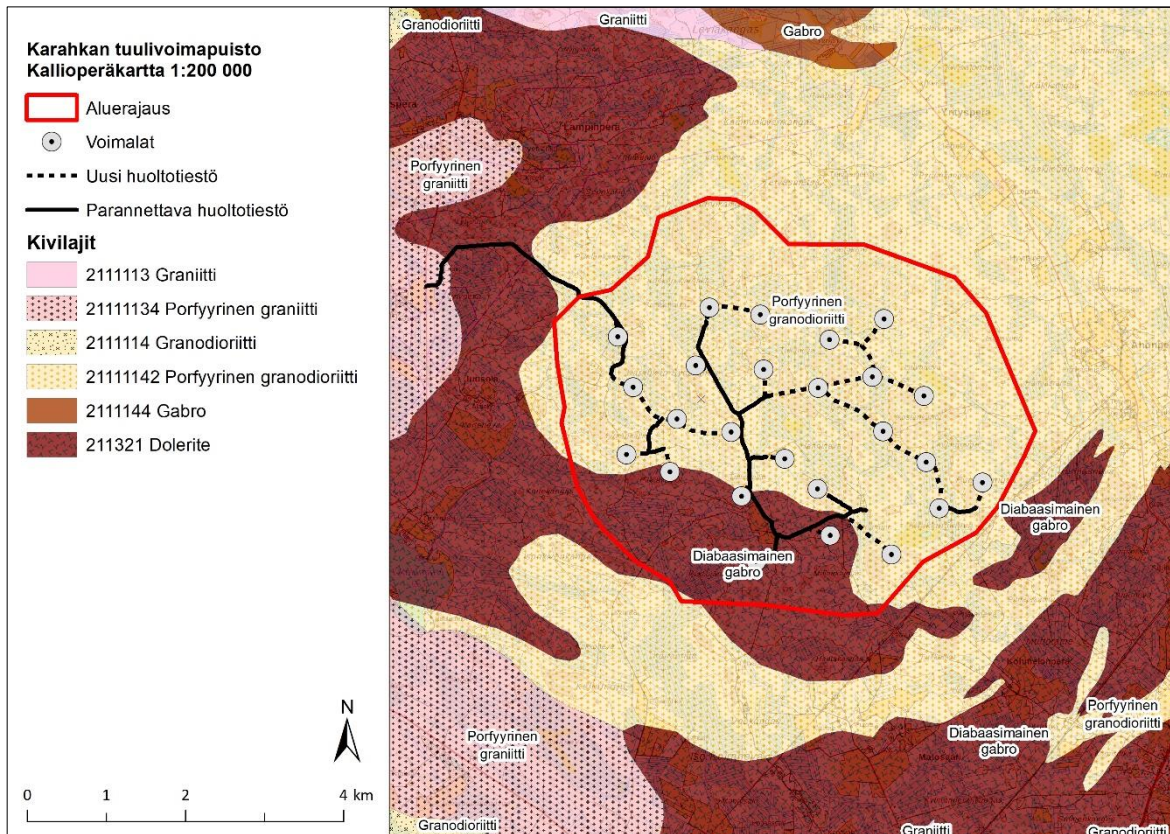 Karahkan tuulivoimapuisto
Kallioperäkartta 1:200 000
Aluerajaus
Voimalat
Uusi huoltotiestö
Parannettava huoltotiestö
Kivilajit
2111113 Graniitti
21111134 Porfyyrinen graniitti
2111114 Granodioriitti
21111142 Porfyyrinen granodioriitti
2111144 Gabro
211321 Dolerite
N
0 1 2 4 km
Granodioriitti
Graniitti
Gabro
Leviäkangas
Lampinperä
Porfyyrinen
graniitti
Porfyyrinen
granodioriitti
Diabaasimainen
gabro
Diabaasimainen
gabro
Porfyyrinen
granodioriitti
Porfyyrinen
graniitti
Diabaasimainen
gabro
Granodioriitti
Graniitti
Granodioriitti